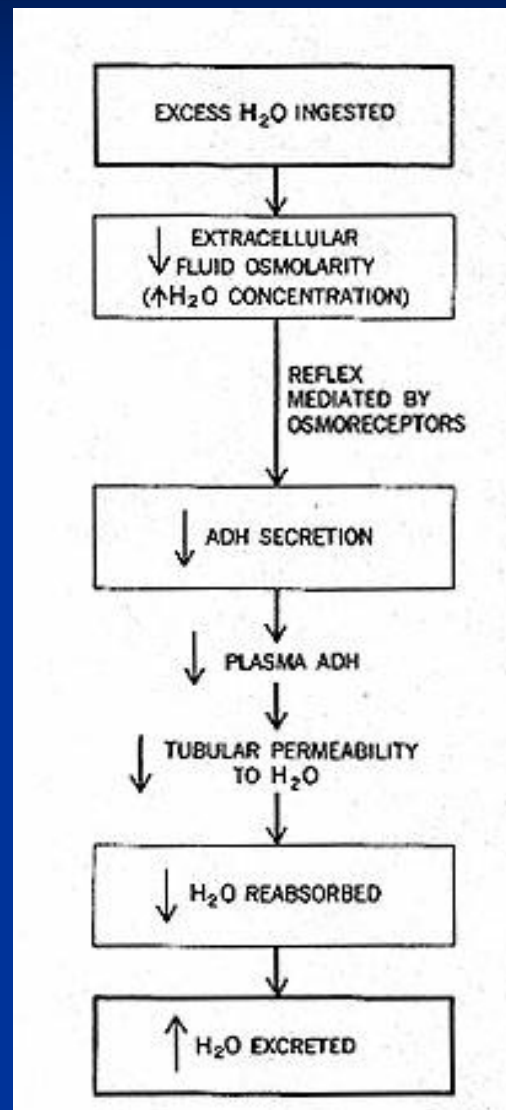 EXCESS H₂O INGESTED
↓ EXTRACELLULAR
FLUID OSMOLARITY
(↑H₂O CONCENTRATION)
REFLEX
MEDIATED BY
OSMORECEPTORS
↓ ADH SECRETION
↓ PLASMA ADH
↓ TUBULAR PERMEABILITY
TO H₂O
↓ H₂O REABSORBED
↑ H₂O EXCRETED